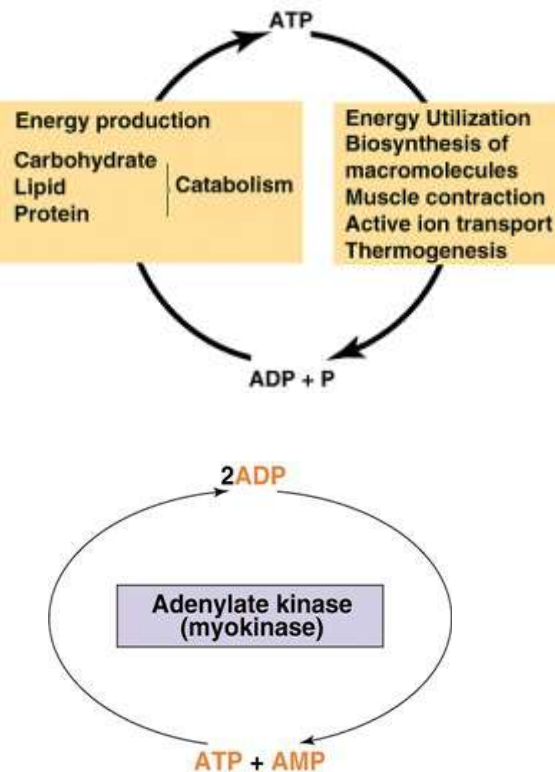 ATP
Energy production
Carbohydrate
Lipid
Protein
Catabolism
Energy Utilization
Biosynthesis of
macromolecules
Muscle contraction
Active ion transport
Thermogenesis
ADP + P
2ADP
Adenylate kinase
(myokinase)
ATP + AMP